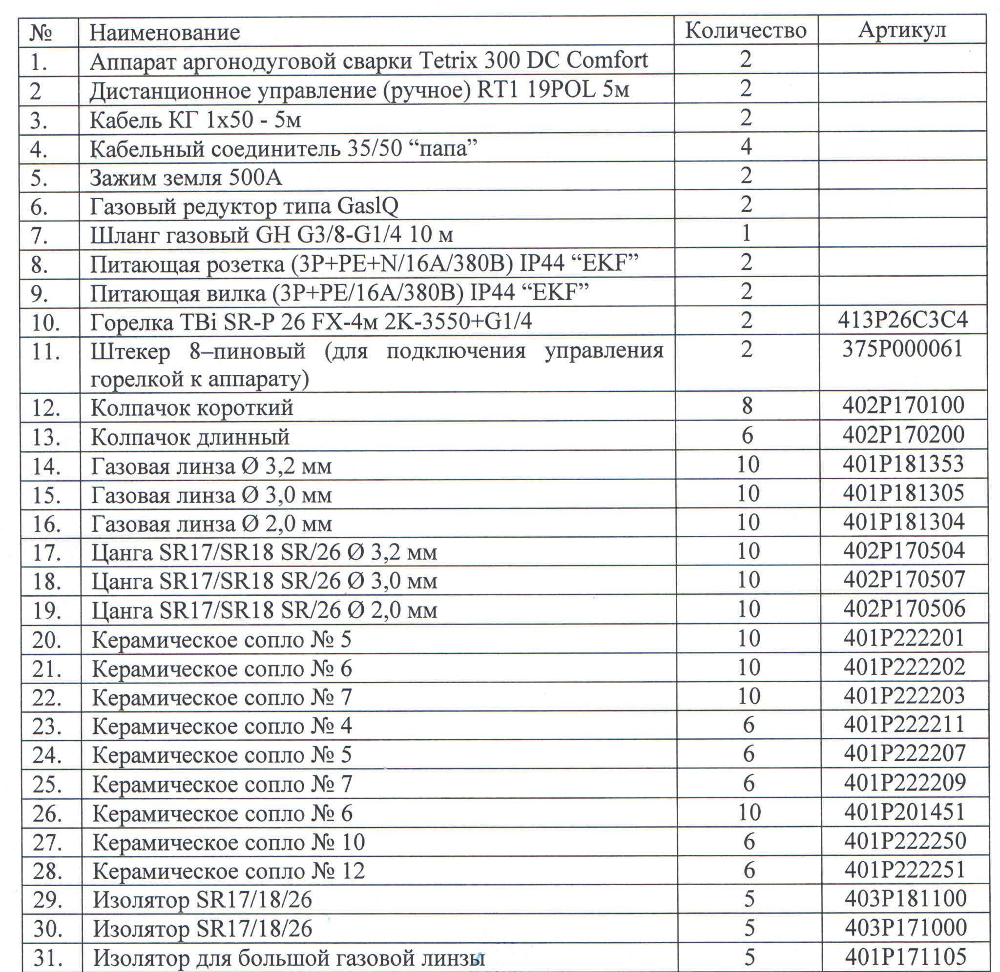 № Наименование Количество Артикул
1. Аппарат аргонодуговой сварки Tetrix 300 DC Comfort 2
2 Дистанционное управление (ручное) RT1 19POL 5м 2
3. Кабель КГ 1х50 - 5м 2
4. Кабельный соединитель 35/50 “папа” 4
5. Зажим земля 500А 2
6. Газовый редуктор типа GaslQ 2
7. Шланг газовый GH G3/8-G1/4 10 м 1
8. Питающая розетка (3P+PE+N/16A/380В) IP44 “EKF” 2
9. Питающая вилка (3P+PE/16A/380В) IP44 “EKF” 2
10. Горелка TBi SR-P 26 FX-4м 2K-3550+G1/4 2 413P26C3C4
11. Штекер 8–пиновый (для подключения управления 2 375P000061
горелкой к аппарату)
12. Колпачок короткий 8 402P170100
13. Колпачок длинный 6 402P170200
14. Газовая линза Ø 3,2 мм 10 401P181353
15. Газовая линза Ø 3,0 мм 10 401P181305
16. Газовая линза Ø 2,0 мм 10 401P181304
17. Цанга SR17/SR18 SR/26 Ø 3,2 мм 10 402P170504
18. Цанга SR17/SR18 SR/26 Ø 3,0 мм 10 402P170507
19. Цанга SR17/SR18 SR/26 Ø 2,0 мм 10 402P170506
20. Керамическое сопло № 5 10 401P222201
21. Керамическое сопло № 6 10 401P222202
22. Керамическое сопло № 7 10 401P222203
23. Керамическое сопло № 4 6 401P222211
24. Керамическое сопло № 5 6 401P222207
25. Керамическое сопло № 7 6 401P222209
26. Керамическое сопло № 6 10 401P201451
27. Керамическое сопло № 10 6 401P222250
28. Керамическое сопло № 12 6 401P222251
29. Изолятор SR17/18/26 5 403P181100
30. Изолятор SR17/18/26 5 403P171000
31. Изолятор для большой газовой линзы 5 401P171105